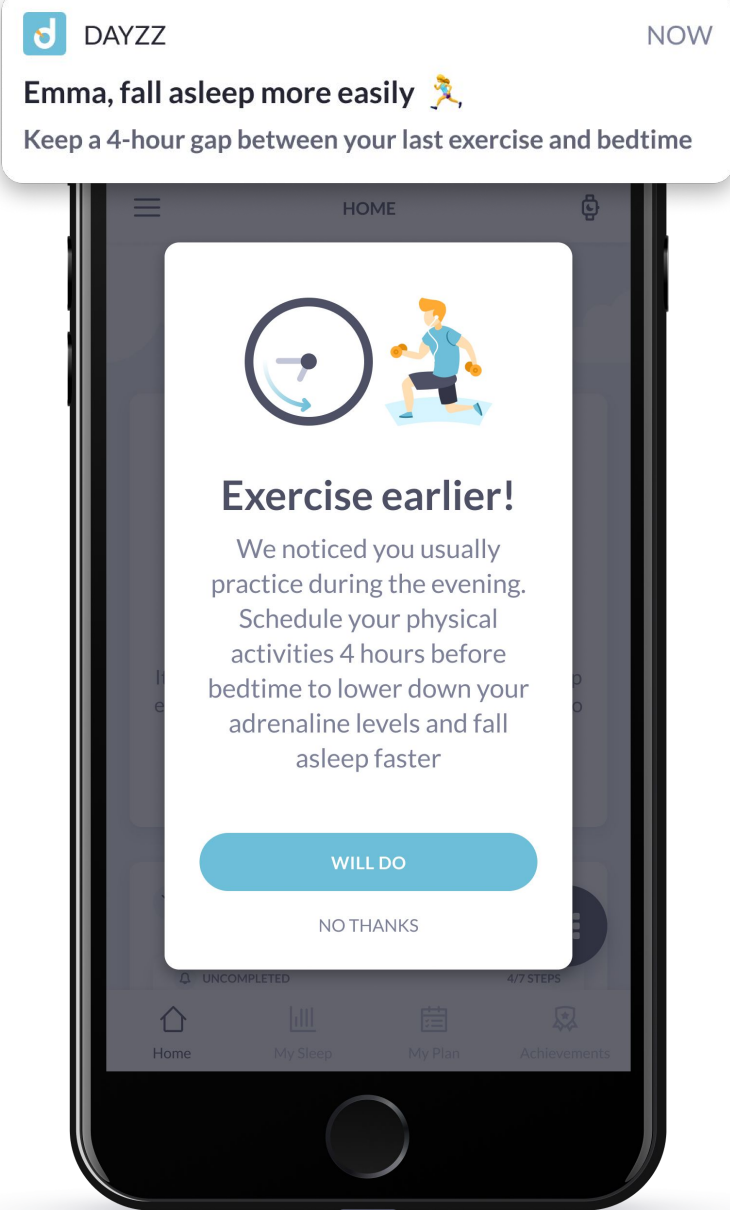 DAYZZ
NOW
Emma, fall asleep more easily
Keep a 4-hour gap between your last exercise and bedtime
HOME
Exercise earlier!
We noticed you usually
practice during the evening.
Schedule your physical
activities 4 hours before
bedtime to lower down your
adrenaline levels and fall
asleep faster
WILL DO
NO THANKS
UNCOMPLETED
4/7 STEPS
Home
My Sleep
My Plan
Achievements